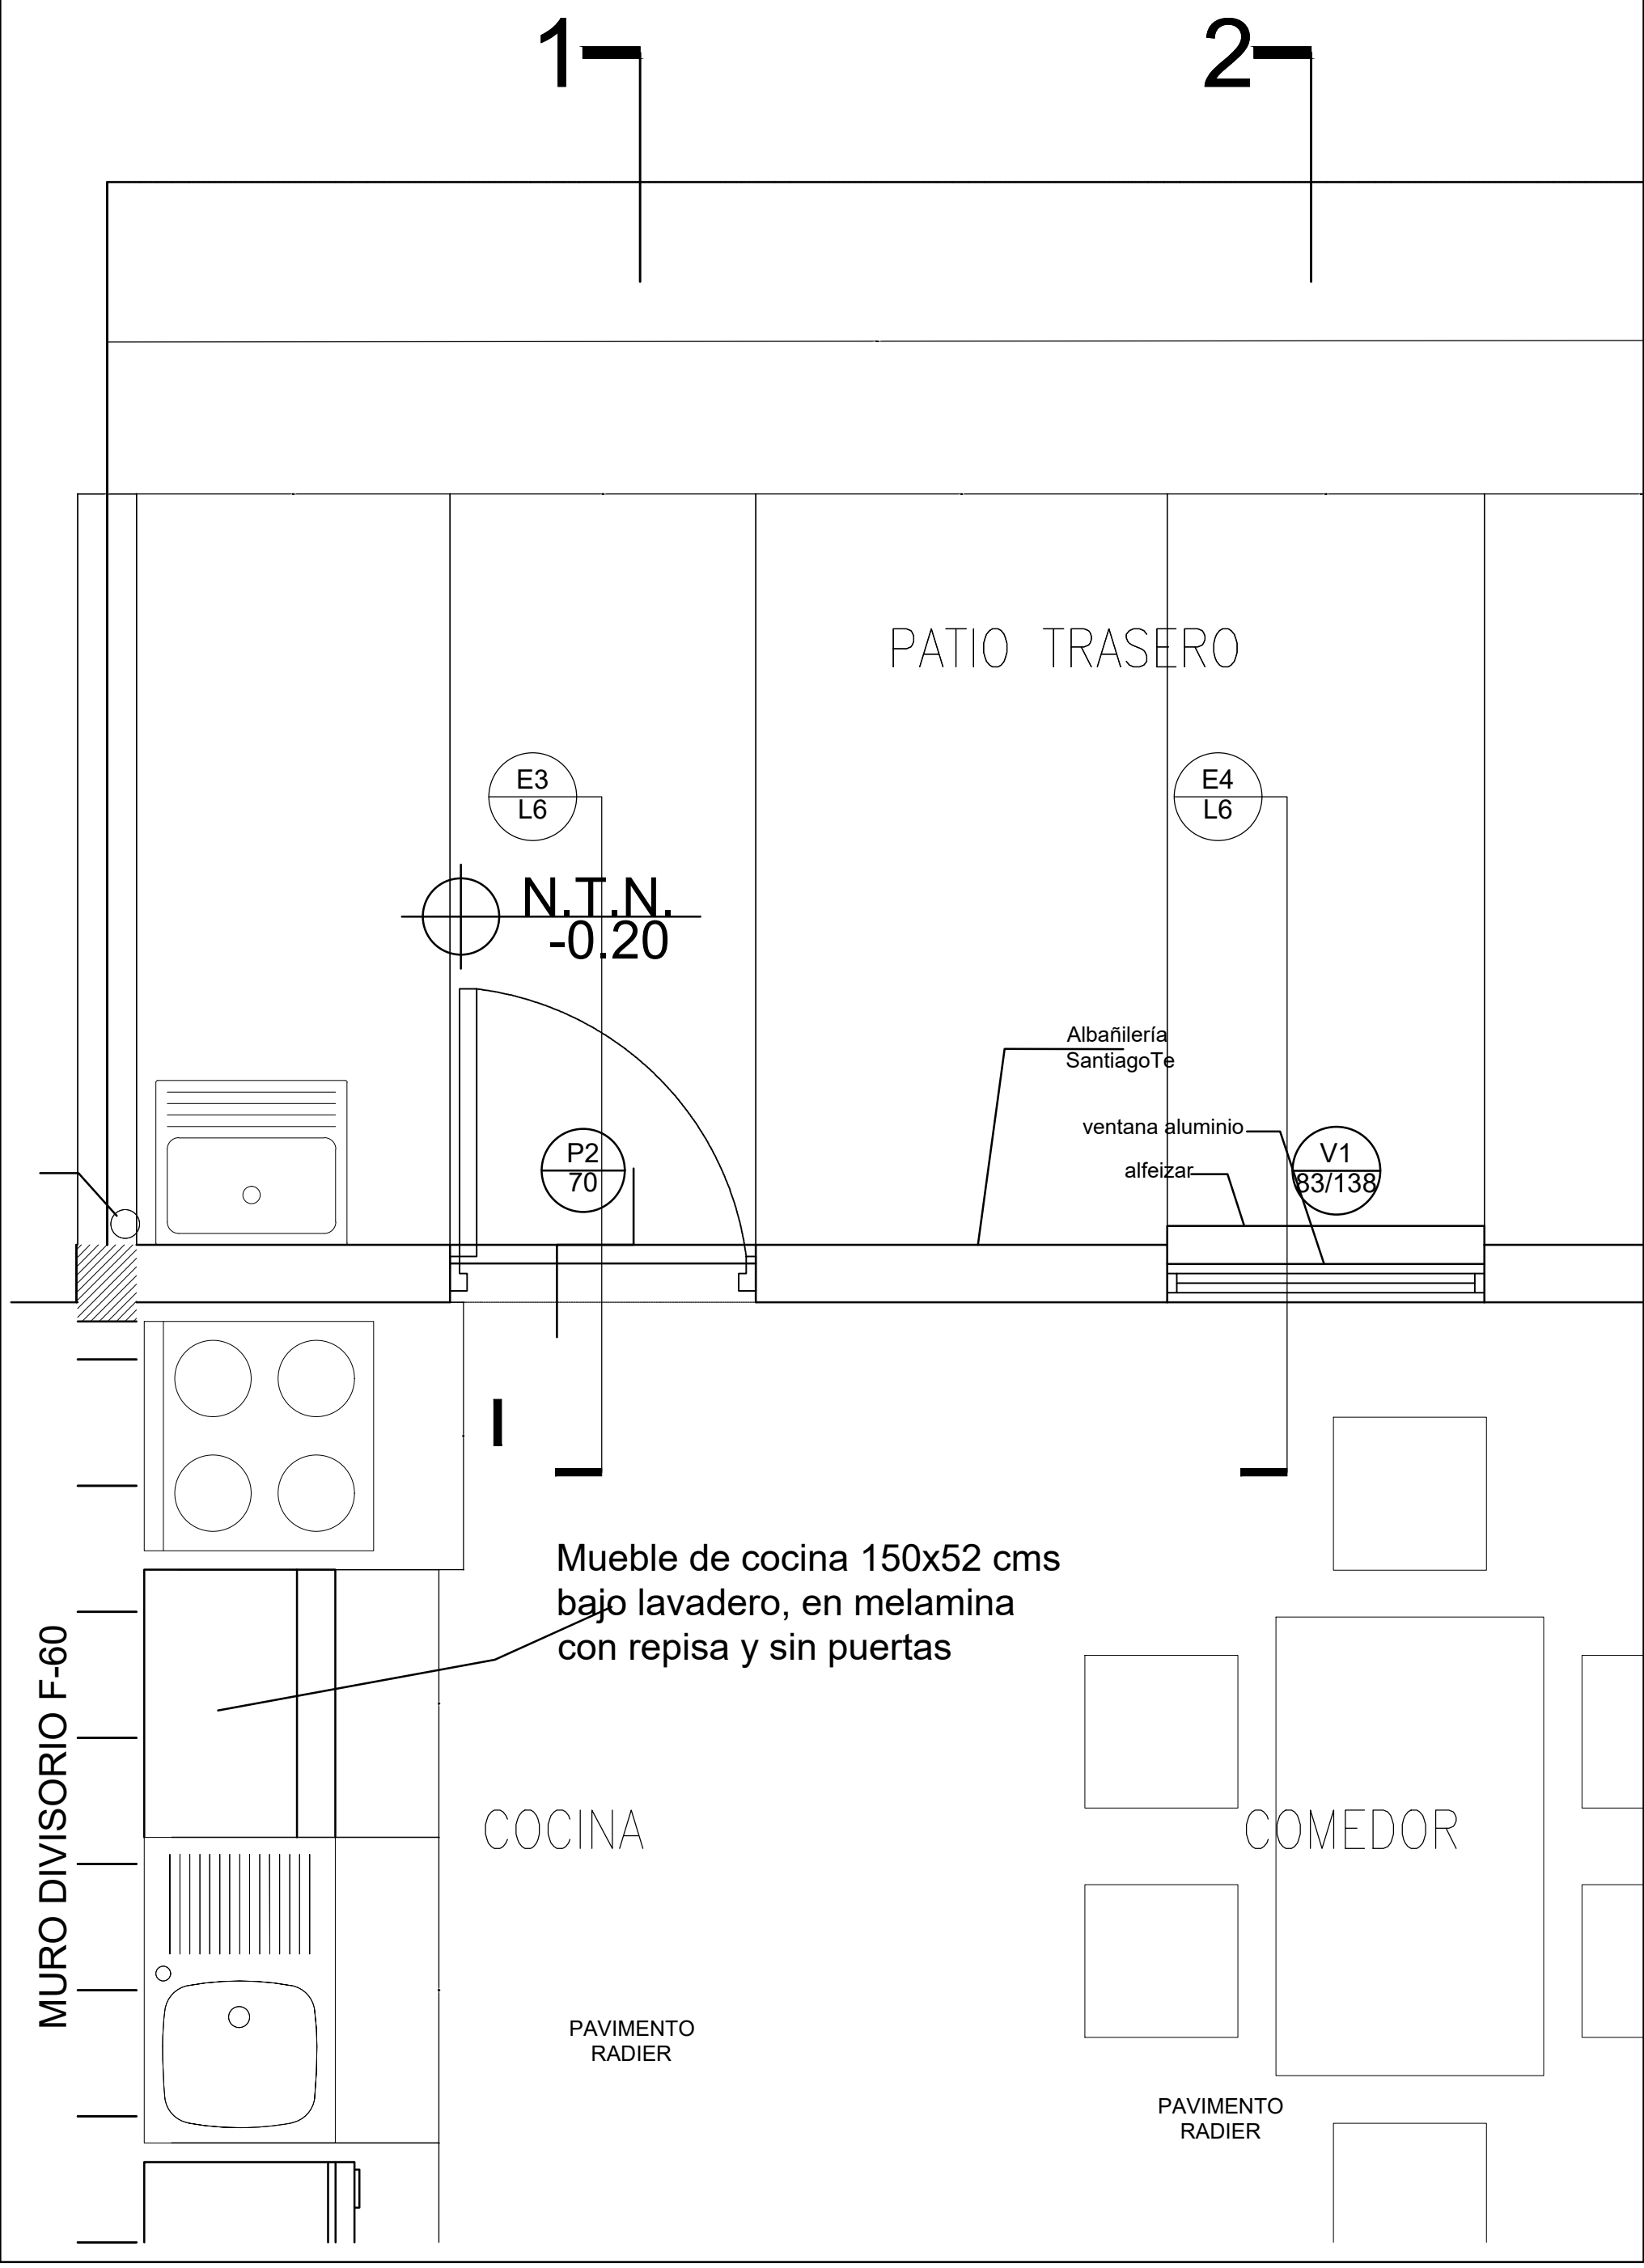 1
2
PATIO TRASERO
E3
L6
E4
L6
N.T.N.
-0.20
Albañilería
SantiagoTe
ventana aluminio
alfeizar
P2
70
V1
83/138
Mueble de cocina 150x52 cms
bajo lavadero, en melamina
con repisa y sin puertas
MURO DIVISORIO F-60
COCINA
COMEDOR
PAVIMENTO
RADIER
PAVIMENTO
RADIER